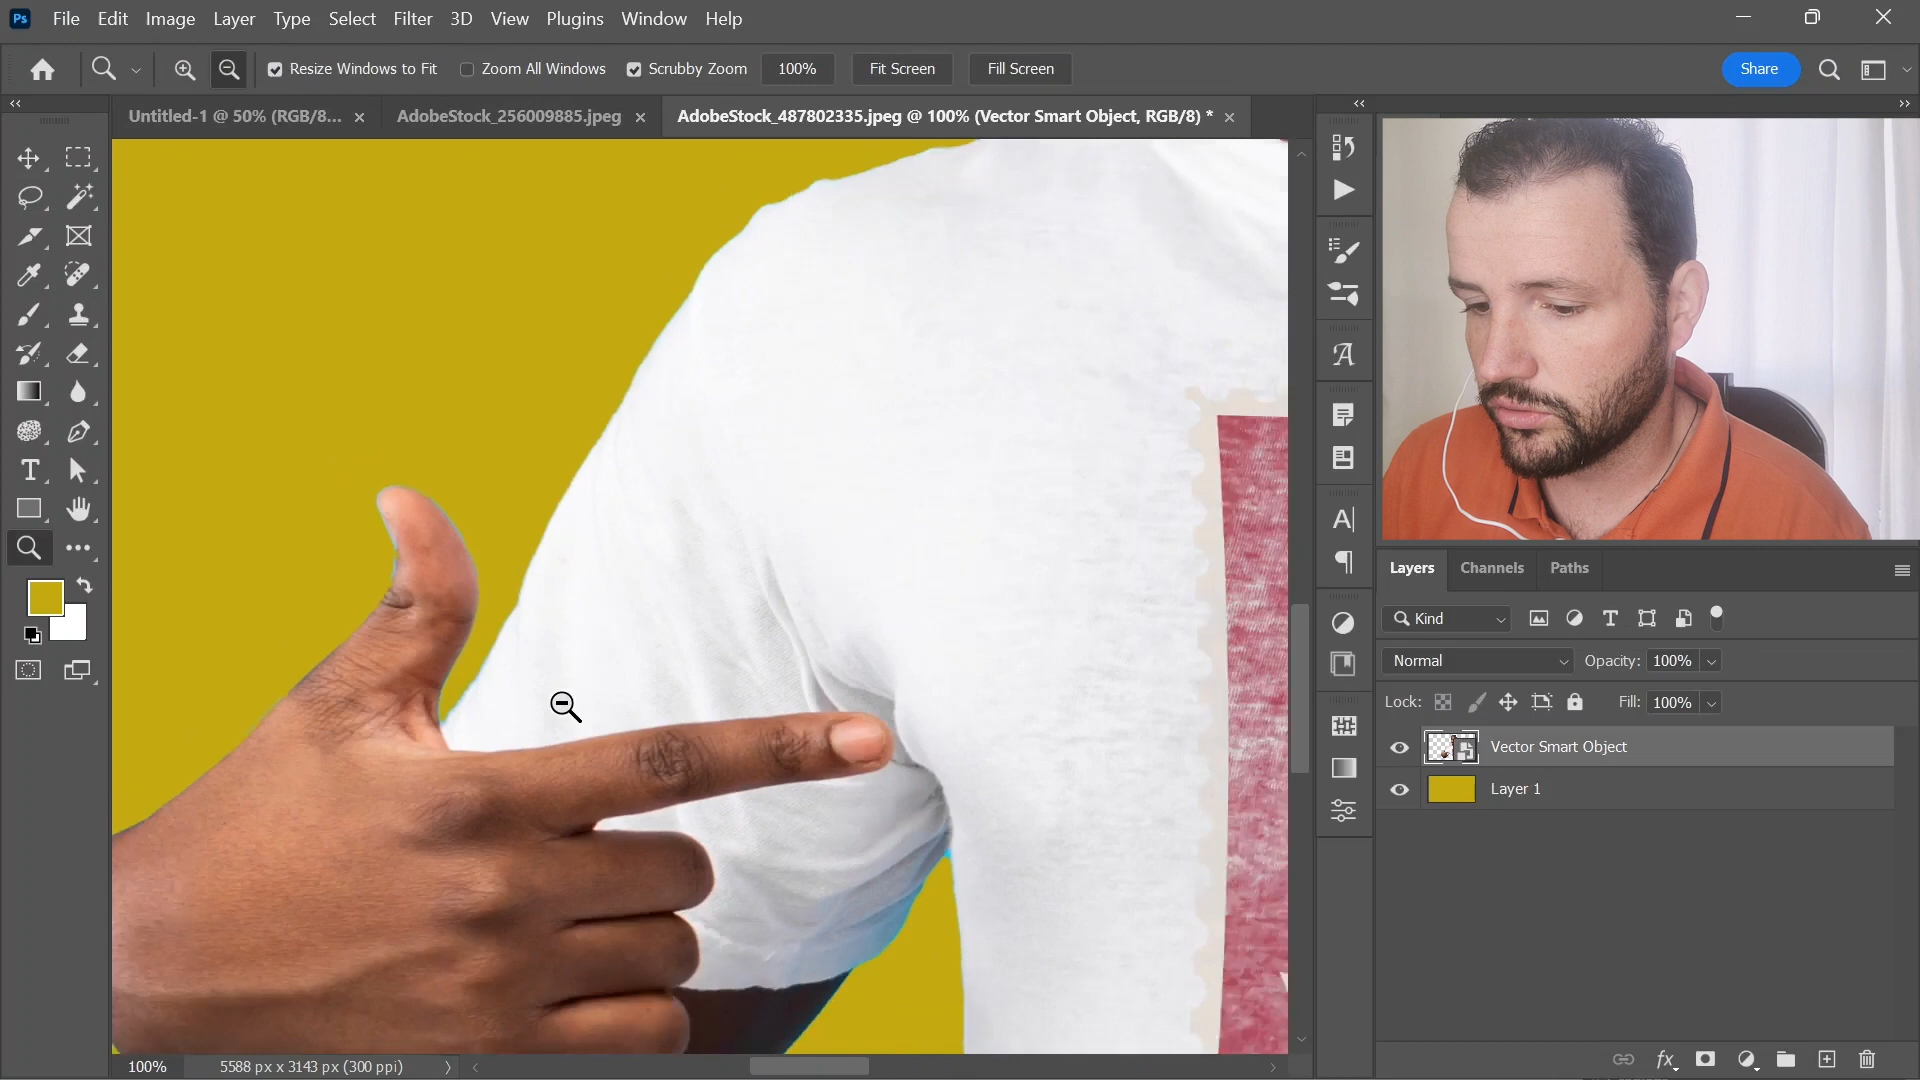 Ps File Edit Image Layer Type Select Filter 3D View Plugins Window Help
Resize Windows to Fit Zoom All Windows Scrubby Zoom 100% Fit Screen Fill Screen Share
Untitled-1 @ 50% (RGB/8... × AdobeStock_256009885.jpeg × AdobeStock_487802335.jpeg @ 100% (Vector Smart Object, RGB/8) * ×
Layers Channels Paths
Kind
Normal Opacity: 100%
Lock: Fill: 100%
Vector Smart Object
Layer 1
fx
100% 5588 px x 3143 px (300 ppi)